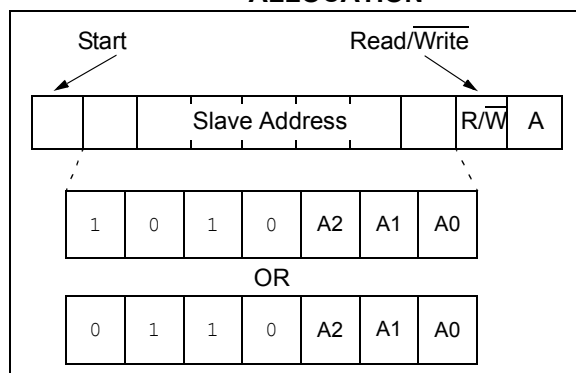 Start Read/Write
Slave Address R/W A
1 0 1 0 A2 A1 A0
OR
0 1 1 0 A2 A1 A0